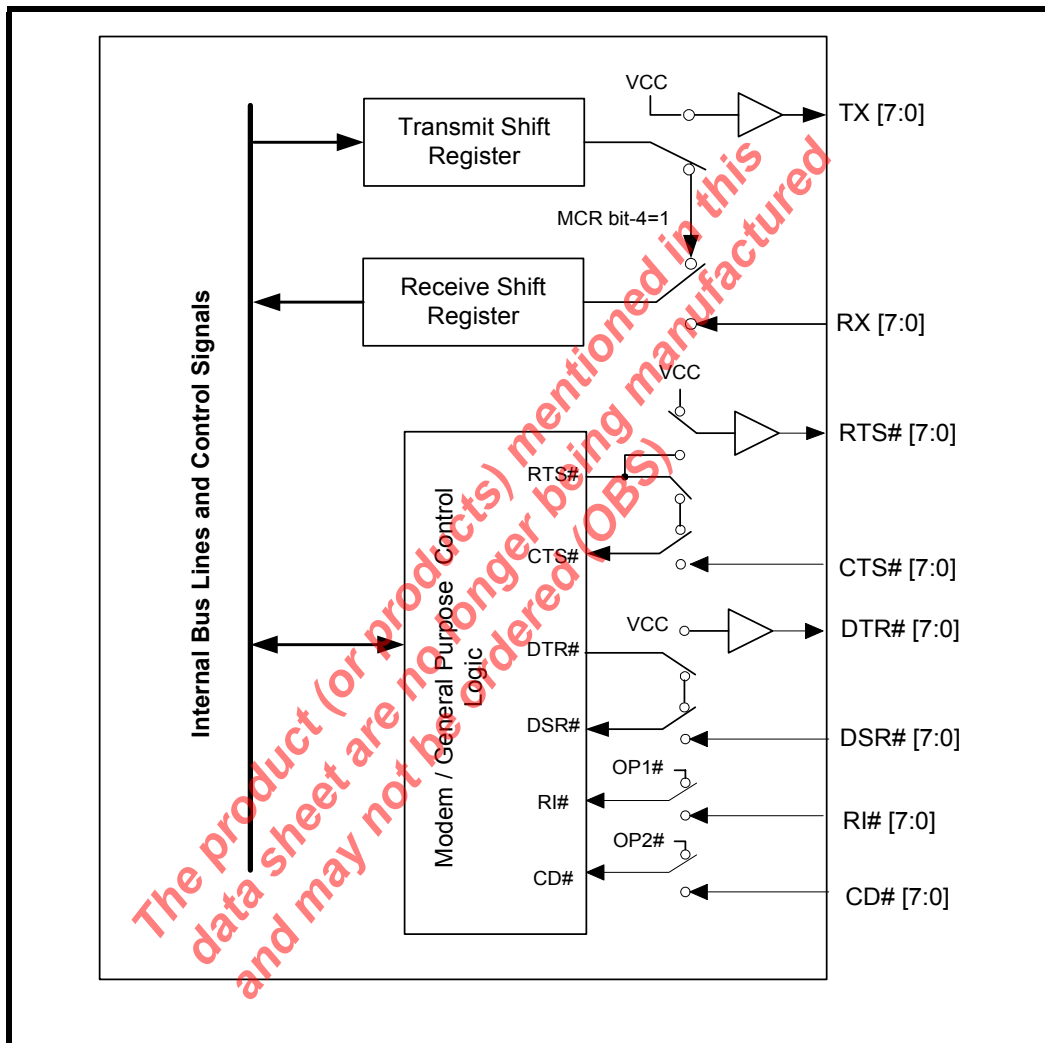 VCC
TX [7:0]
Transmit Shift
Register
MCR bit-4=1
Receive Shift
Register
RX [7:0]
VCC
RTS# [7:0]
RTS#
CTS#
CTS# [7:0]
VCC
DTR# [7:0]
DTR#
DSR#
DSR# [7:0]
OP1#
RI#
RI# [7:0]
OP2#
CD#
CD# [7:0]
Internal Bus Lines and Control Signals
Modem / General Purpose Control
Logic
The product (or products) mentioned in this
data sheet are no longer being manufactured
and may not be ordered (OBS)